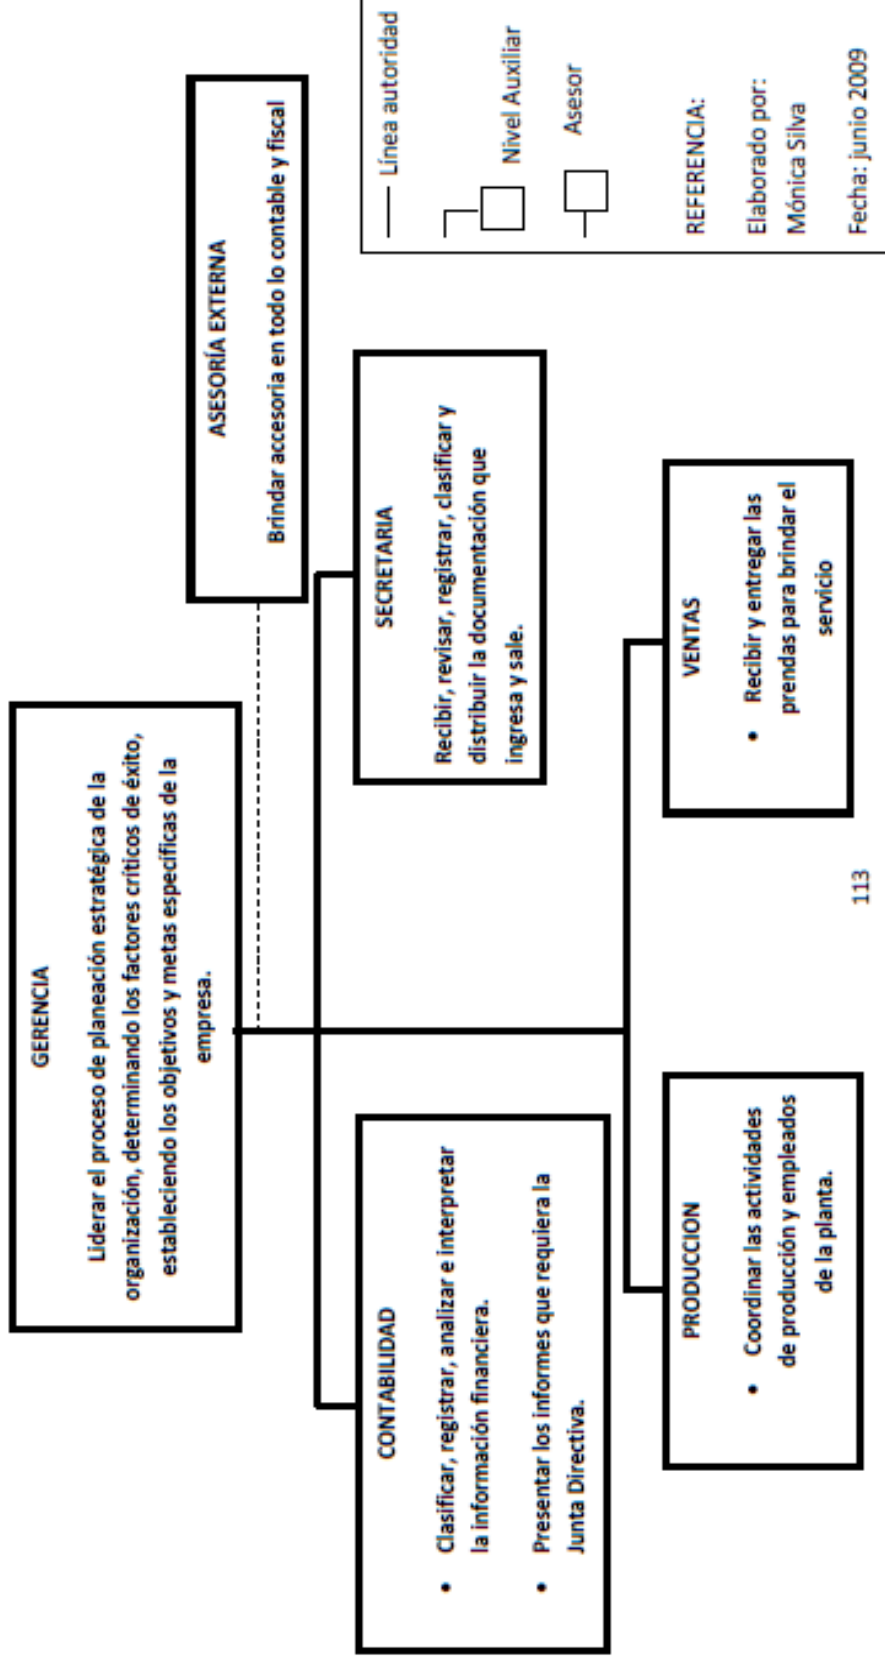 GERENCIA
Liderar el proceso de planeación estratégica de la
organización, determinando los factores críticos de éxito,
estableciendo los objetivos y metas específicas de la
empresa.
ASESORÍA EXTERNA
Brindar accesoria en todo lo contable y fiscal
CONTABILIDAD
• Clasificar, registrar, analizar e interpretar
la información financiera.
• Presentar los informes que requiera la
Junta Directiva.
SECRETARIA
Recibir, revisar, registrar, clasificar y
distribuir la documentación que
ingresa y sale.
PRODUCCION
• Coordinar las actividades
de producción y empleados
de la planta.
VENTAS
• Recibir y entregar las
prendas para brindar el
servicio
Línea autoridad
Nivel Auxiliar
Asesor
REFERENCIA:
Elaborado por:
Mónica Silva
Fecha: junio 2009
113